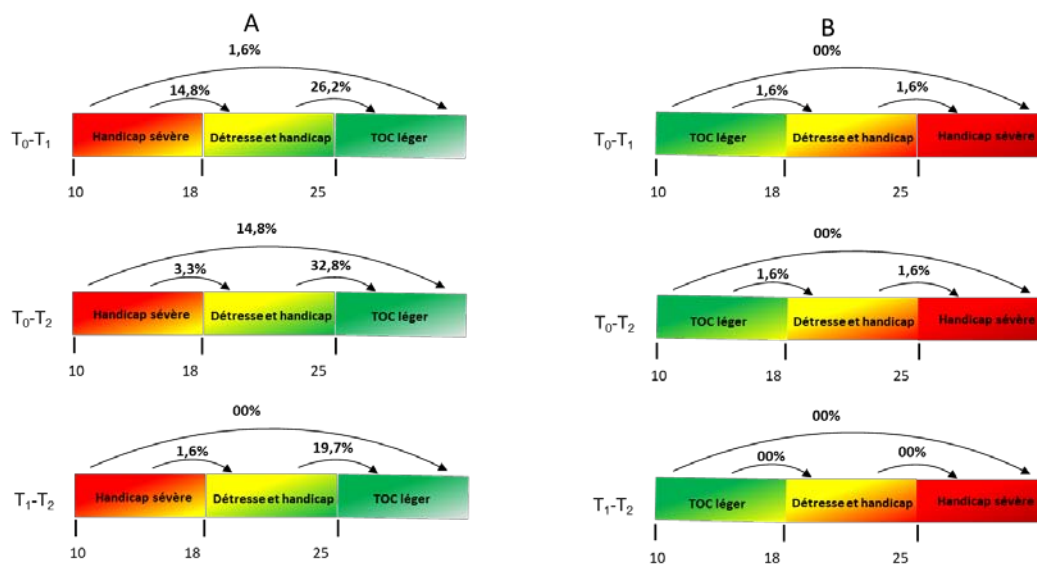 A
1,6%
14,8% 26,2%
T₀-T₁ Handicap sévère Détresse et handicap TOC léger
10 18 25
14,8%
3,3% 32,8%
T₀-T₂ Handicap sévère Détresse et handicap TOC léger
10 18 25
00%
1,6% 19,7%
T₁-T₂ Handicap sévère Détresse et handicap TOC léger
10 18 25
B
00%
1,6% 1,6%
T₀-T₁ TOC léger Détresse et handicap Handicap sévère
10 18 25
00%
1,6% 1,6%
T₀-T₂ TOC léger Détresse et handicap Handicap sévère
10 18 25
00%
00% 00%
T₁-T₂ TOC léger Détresse et handicap Handicap sévère
10 18 25